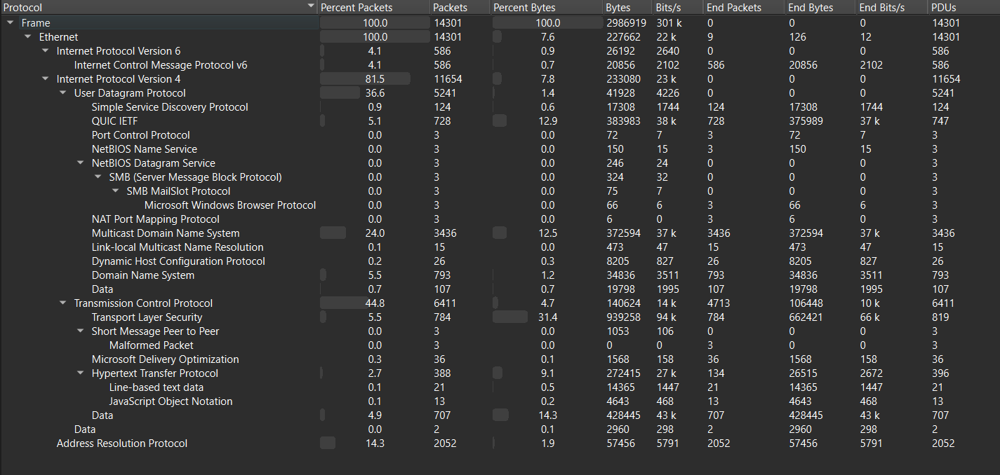 Protocol Percent Packets Packets Percent Bytes Bytes Bits/s End Packets End Bytes End Bits/s PDUs
Frame 100.0 14301 100.0 2986919 301 k 0 0 0 14301
Ethernet 100.0 14301 7.6 227662 22 k 9 126 12 14301
Internet Protocol Version 6 4.1 586 0.9 26192 2640 0 0 0 586
Internet Control Message Protocol v6 4.1 586 0.7 20856 2102 586 20856 2102 586
Internet Protocol Version 4 81.5 11654 7.8 233080 23 k 0 0 0 11654
User Datagram Protocol 36.6 5241 1.4 41928 4226 0 0 0 5241
Simple Service Discovery Protocol 0.9 124 0.6 17308 1744 124 17308 1744 124
QUIC IETF 5.1 728 12.9 383983 38 k 728 375989 37 k 747
Port Control Protocol 0.0 3 0.0 72 7 3 72 7 3
NetBIOS Name Service 0.0 3 0.0 150 15 3 150 15 3
NetBIOS Datagram Service 0.0 3 0.0 246 24 0 0 0 3
SMB (Server Message Block Protocol) 0.0 3 0.0 324 32 0 0 0 3
SMB MailSlot Protocol 0.0 3 0.0 75 7 0 0 0 3
Microsoft Windows Browser Protocol 0.0 3 0.0 66 6 3 66 6 3
NAT Port Mapping Protocol 0.0 3 0.0 6 0 3 6 0 3
Multicast Domain Name System 24.0 3436 12.5 372594 37 k 3436 372594 37 k 3436
Link-local Multicast Name Resolution 0.1 15 0.0 473 47 15 473 47 15
Dynamic Host Configuration Protocol 0.2 26 0.3 8205 827 26 8205 827 26
Domain Name System 5.5 793 1.2 34836 3511 793 34836 3511 793
Data 0.7 107 0.7 19798 1995 107 19798 1995 107
Transmission Control Protocol 44.8 6411 4.7 140624 14 k 4713 106448 10 k 6411
Transport Layer Security 5.5 784 31.4 939258 94 k 784 662421 66 k 819
Short Message Peer to Peer 0.0 3 0.0 1053 106 0 0 0 3
Malformed Packet 0.0 3 0.0 0 0 3 0 0 3
Microsoft Delivery Optimization 0.3 36 0.1 1568 158 36 1568 158 36
Hypertext Transfer Protocol 2.7 388 9.1 272415 27 k 134 26515 2672 396
Line-based text data 0.1 21 0.5 14365 1447 21 14365 1447 21
JavaScript Object Notation 0.1 13 0.2 4643 468 13 4643 468 13
Data 4.9 707 14.3 428445 43 k 707 428445 43 k 707
Data 0.0 2 0.1 2960 298 2 2960 298 2
Address Resolution Protocol 14.3 2052 1.9 57456 5791 2052 57456 5791 2052